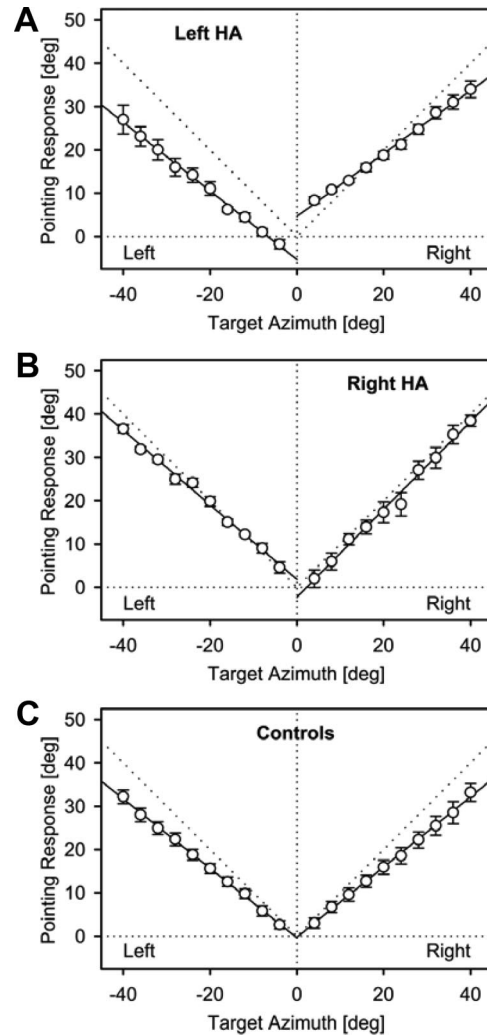 A
Left HA
Pointing Response [deg]
50
40
30
20
10
0
Left
Right
-40
-20
0
20
40
Target Azimuth [deg]
B
Right HA
Pointing Response [deg]
50
40
30
20
10
0
Left
Right
-40
-20
0
20
40
Target Azimuth [deg]
C
Controls
Pointing Response [deg]
50
40
30
20
10
0
Left
Right
-40
-20
0
20
40
Target Azimuth [deg]